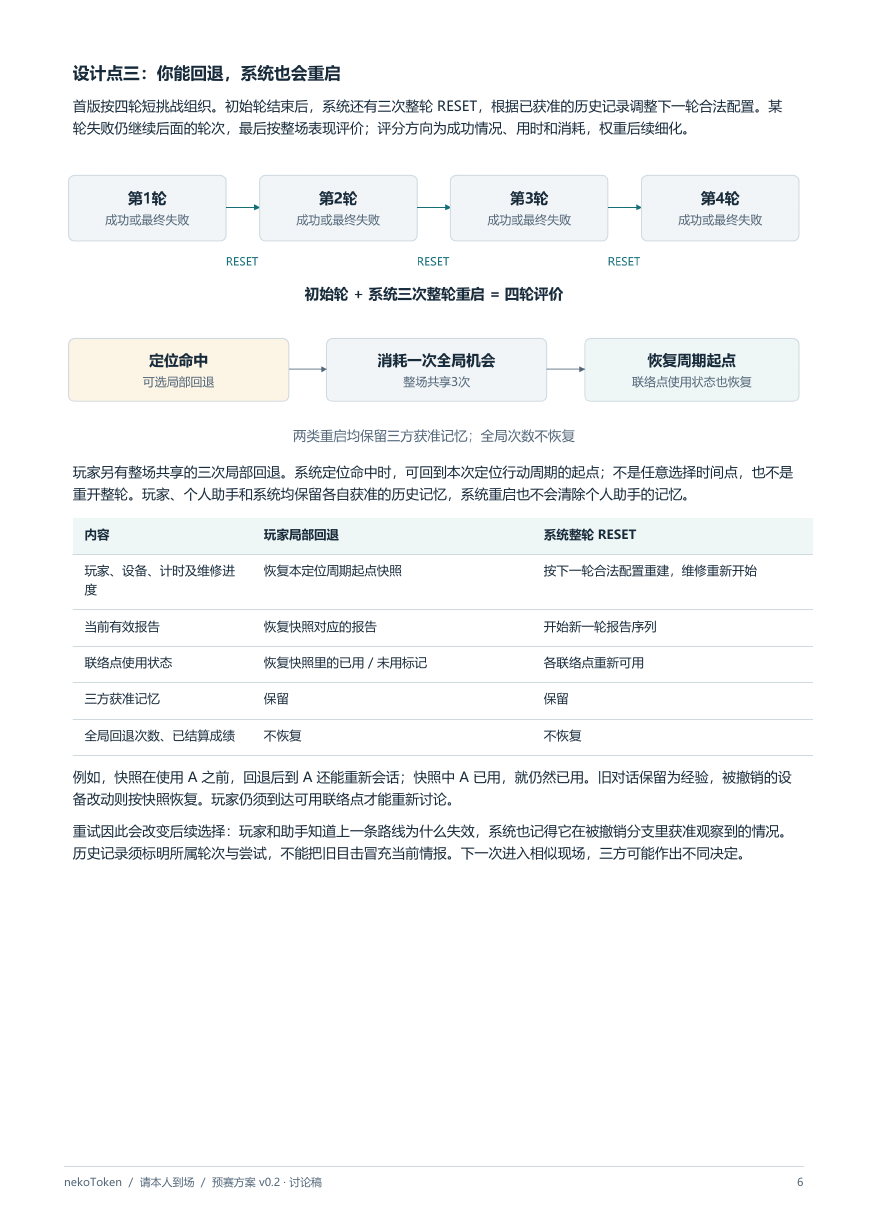 设计点三：你能回退，系统也会重启
首版按四轮短挑战组织。初始轮结束后，系统还有三次整轮 RESET，根据已获准的历史记录调整下一轮合法配置。某
轮失败仍继续后面的轮次，最后按整场表现评价；评分方向为成功情况、用时和消耗，权重后续细化。
第1轮
成功或最终失败
第2轮
成功或最终失败
第3轮
成功或最终失败
第4轮
成功或最终失败
RESET
RESET
RESET
初始轮 + 系统三次整轮重启 = 四轮评价
定位命中
可选局部回退
消耗一次全局机会
整场共享3次
恢复周期起点
联络点使用状态也恢复
两类重启均保留三方获准记忆；全局次数不恢复
玩家另有整场共享的三次局部回退。系统定位命中时，可回到本次定位行动周期的起点；不是任意选择时间点，也不是
重开整轮。玩家、个人助手和系统均保留各自获准的历史记忆，系统重启也不会清除个人助手的记忆。
内容
玩家局部回退
系统整轮 RESET
玩家、设备、计时及维修进
度
恢复本定位周期起点快照
按下一轮合法配置重建，维修重新开始
当前有效报告
恢复快照对应的报告
开始新一轮报告序列
联络点使用状态
恢复快照里的已用 / 未用标记
各联络点重新可用
三方获准记忆
保留
保留
全局回退次数、已结算成绩
不恢复
不恢复
例如，快照在使用 A 之前，回退后到 A 还能重新会话；快照中 A 已用，就仍然已用。旧对话保留为经验，被撤销的设
备改动则按快照恢复。玩家仍须到达可用联络点才能重新讨论。
重试因此会改变后续选择：玩家和助手知道上一条路线为什么失效，系统也记得它在被撤销分支里获准观察到的情况。
历史记录须标明所属轮次与尝试，不能把旧目击冒充当前情报。下一次进入相似现场，三方可能作出不同决定。
nekoToken / 请本人到场 / 预赛方案 v0.2 · 讨论稿
6